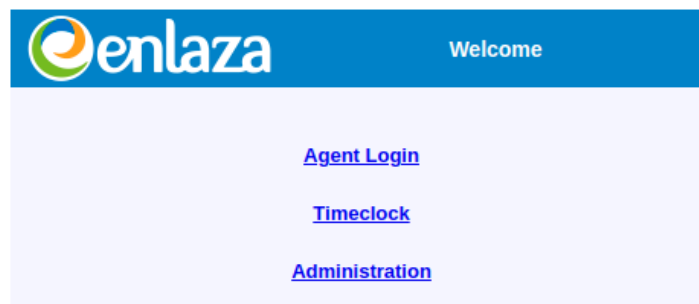 enlaza
Welcome
Agent Login
Timeclock
Administration